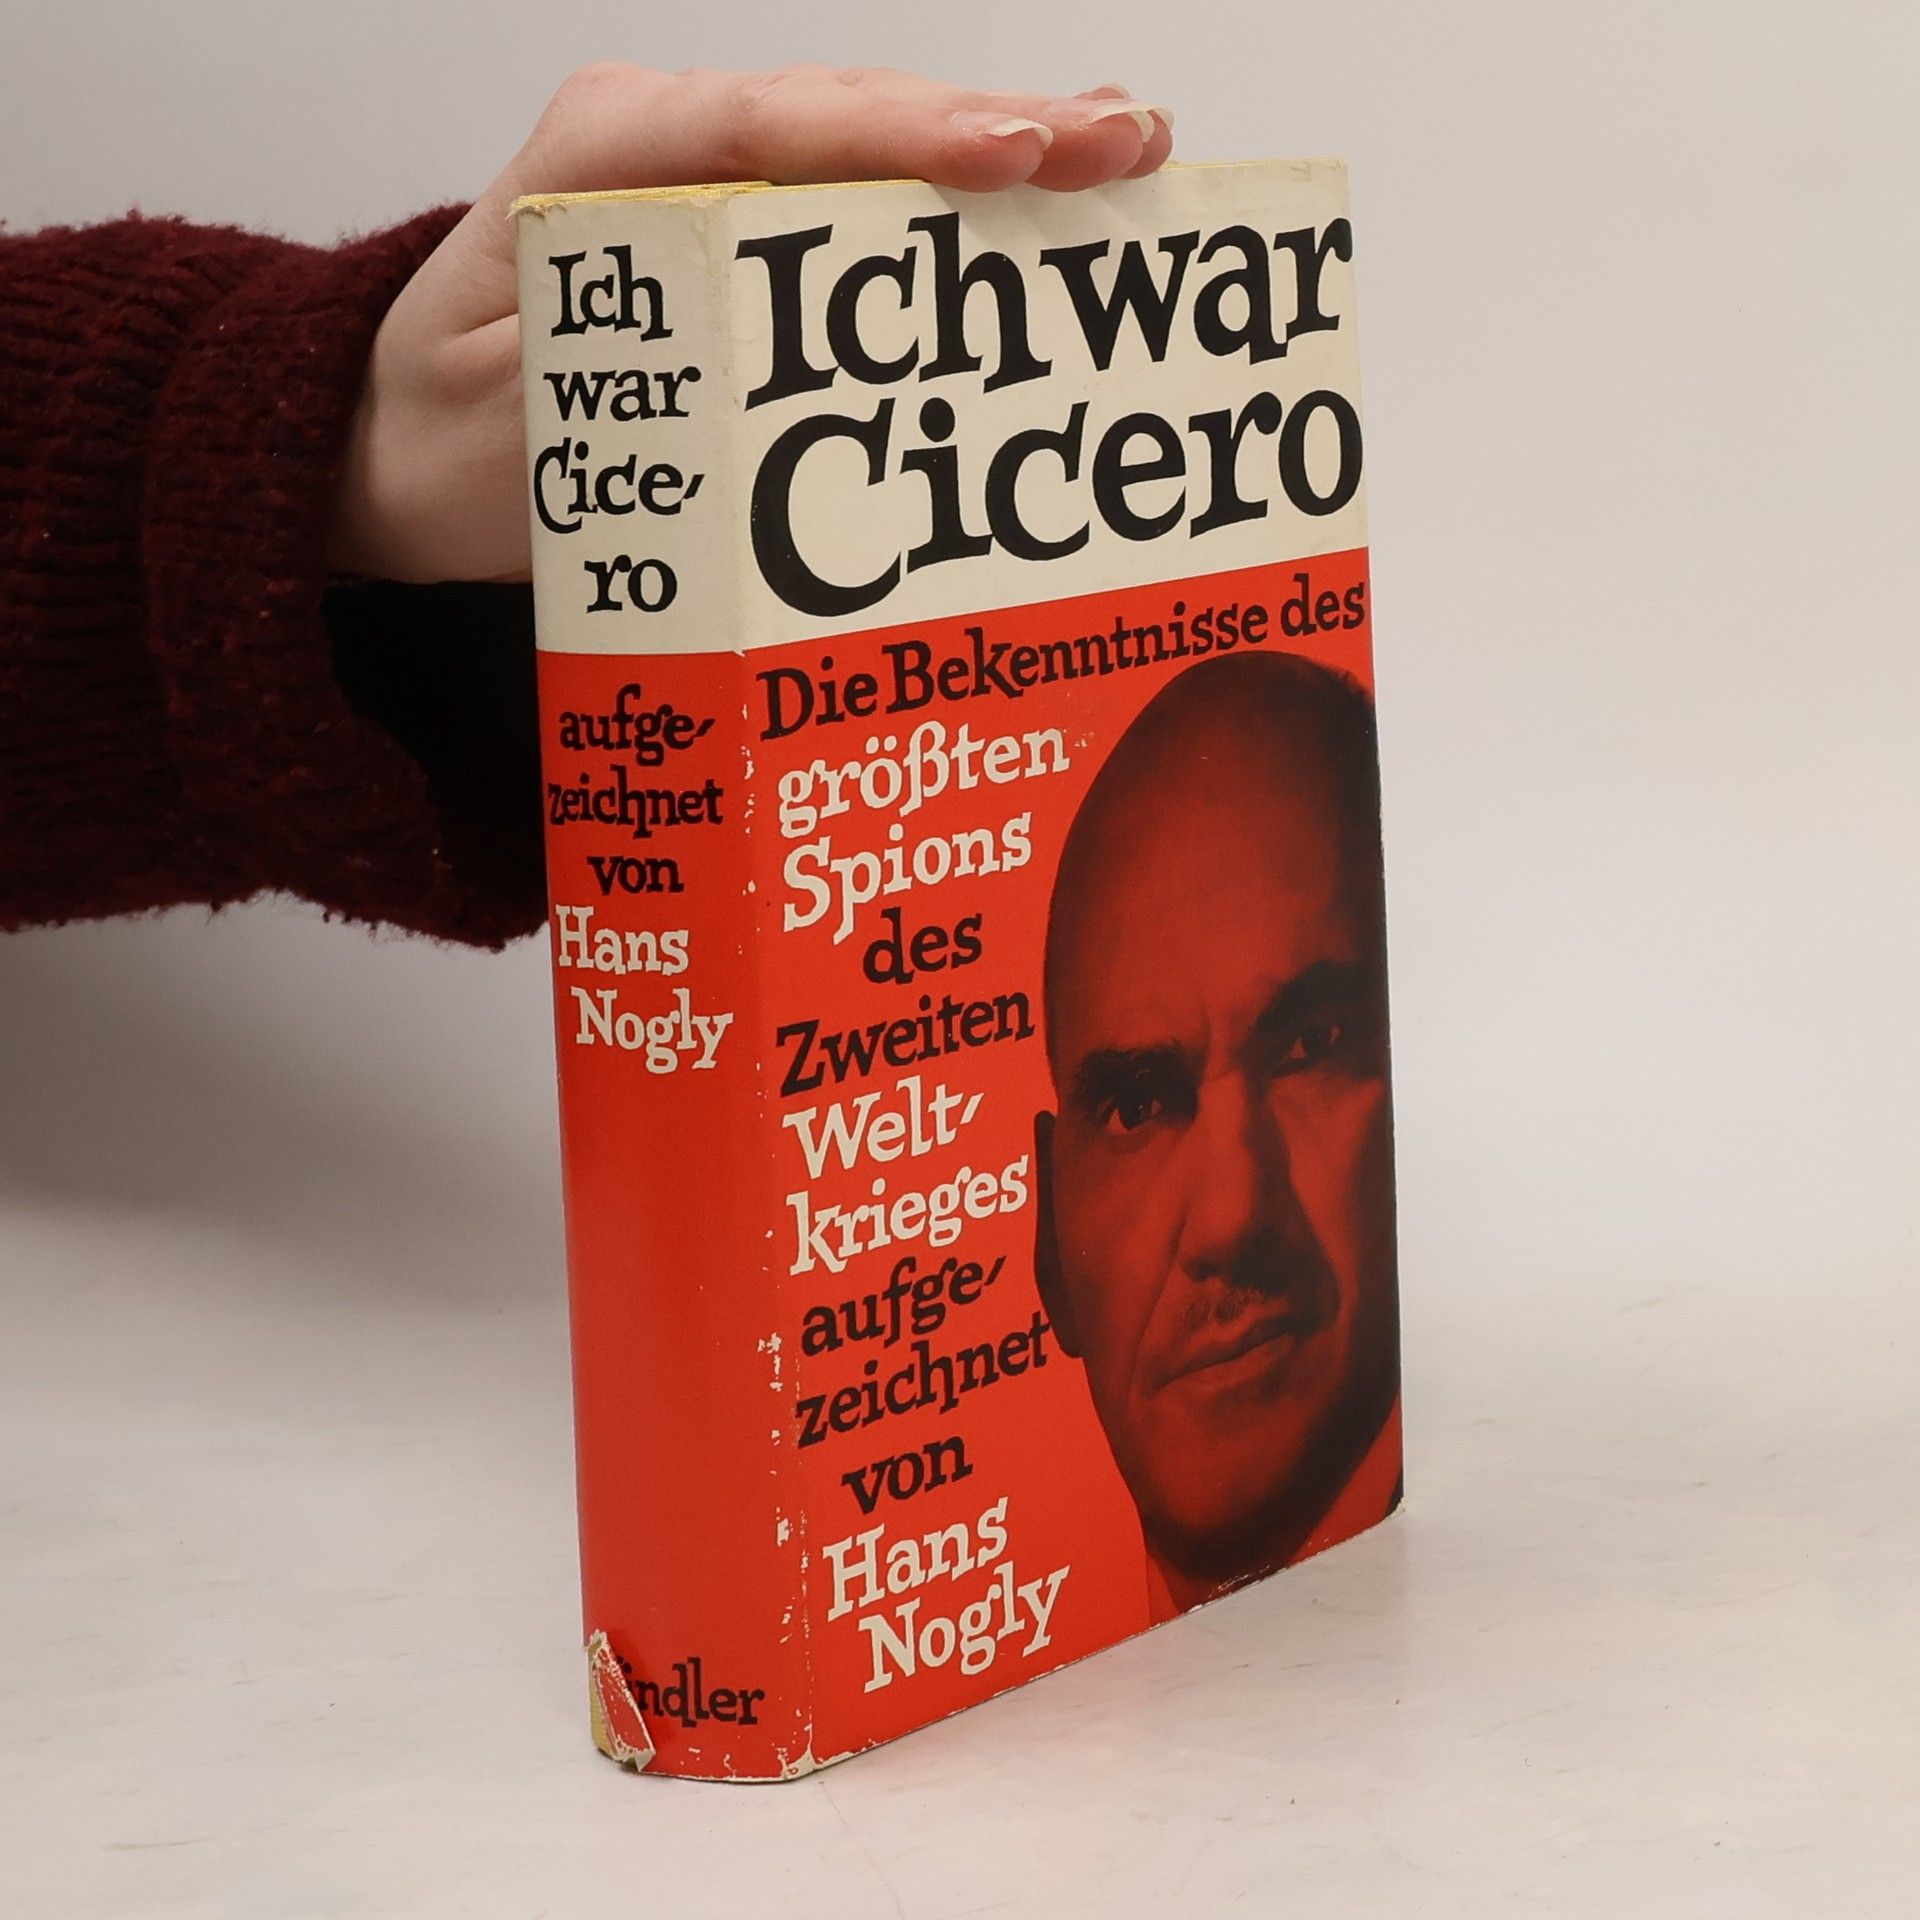 Ich
war
Cice-
ro
aufge-
zeichnet
von
Hans
Nogly
Ich war
Cicero
Die Bekenntnisse des
größten
Spions
des
Zweiten
Welt-
krieges
aufge-
zeichnet
von
Hans
Nogly